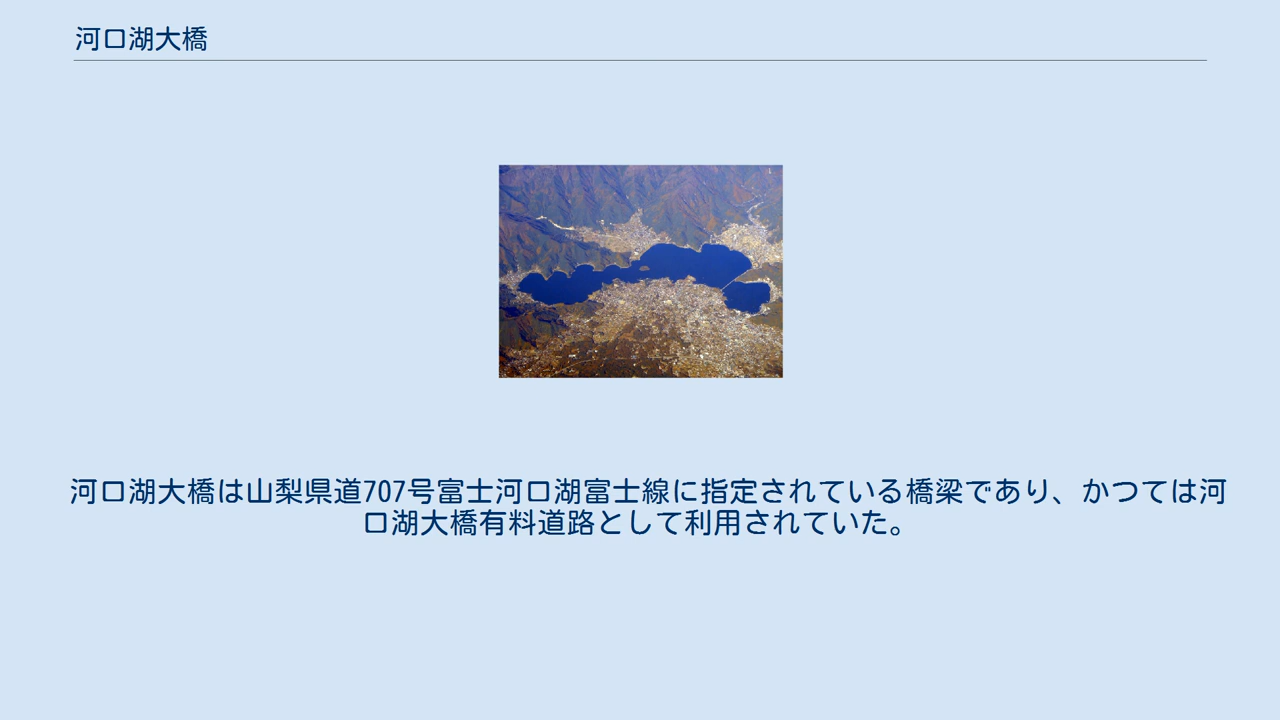 河口湖大橋
河口湖大橋は山梨県道707号富士河口湖富士線に指定されている橋梁であり、かつては河
口湖大橋有料道路として利用されていた。